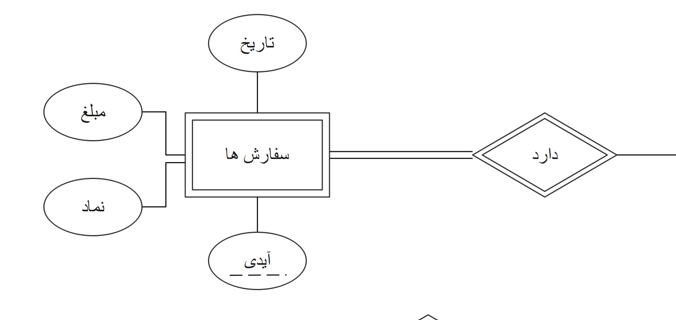 تاریخ
مبلغ
سفارش ها
دارد
نماد
آیدی